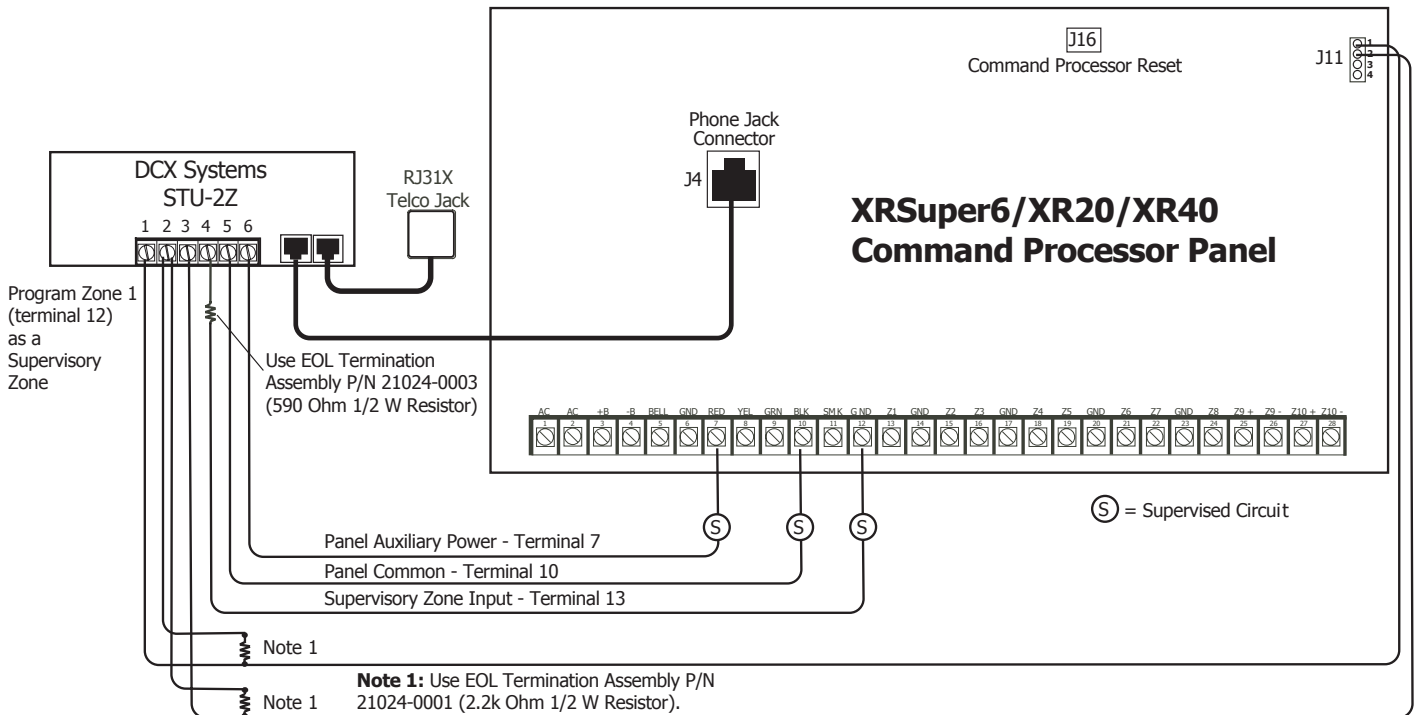 J16
Command Processor Reset
J11
1
2
3
4
Phone Jack
Connector
J4
DCX Systems
STU-2Z
1 2 3 4 5 6
RJ31X
Telco Jack
XRSuper6/XR20/XR40
Command Processor Panel
Program Zone 1
(terminal 12)
as a
Supervisory
Zone
Use EOL Termination
Assembly P/N 21024-0003
(590 Ohm 1/2 W Resistor)
AC AC +B -B BELL GND RED YEL GRN BLK SMK GND Z1 GND Z2 Z3 GND Z4 Z5 GND Z6 Z7 GND Z8 Z9 + Z9 - Z10 + Z10 -
1 2 3 4 5 6 7 8 9 10 11 12 13 14 15 16 17 18 19 20 21 22 23 24 25 26 27 28
S S S
S = Supervised Circuit
Panel Auxiliary Power - Terminal 7
Panel Common - Terminal 10
Supervisory Zone Input - Terminal 13
Note 1
Note 1: Use EOL Termination Assembly P/N
Note 1
21024-0001 (2.2k Ohm 1/2 W Resistor).